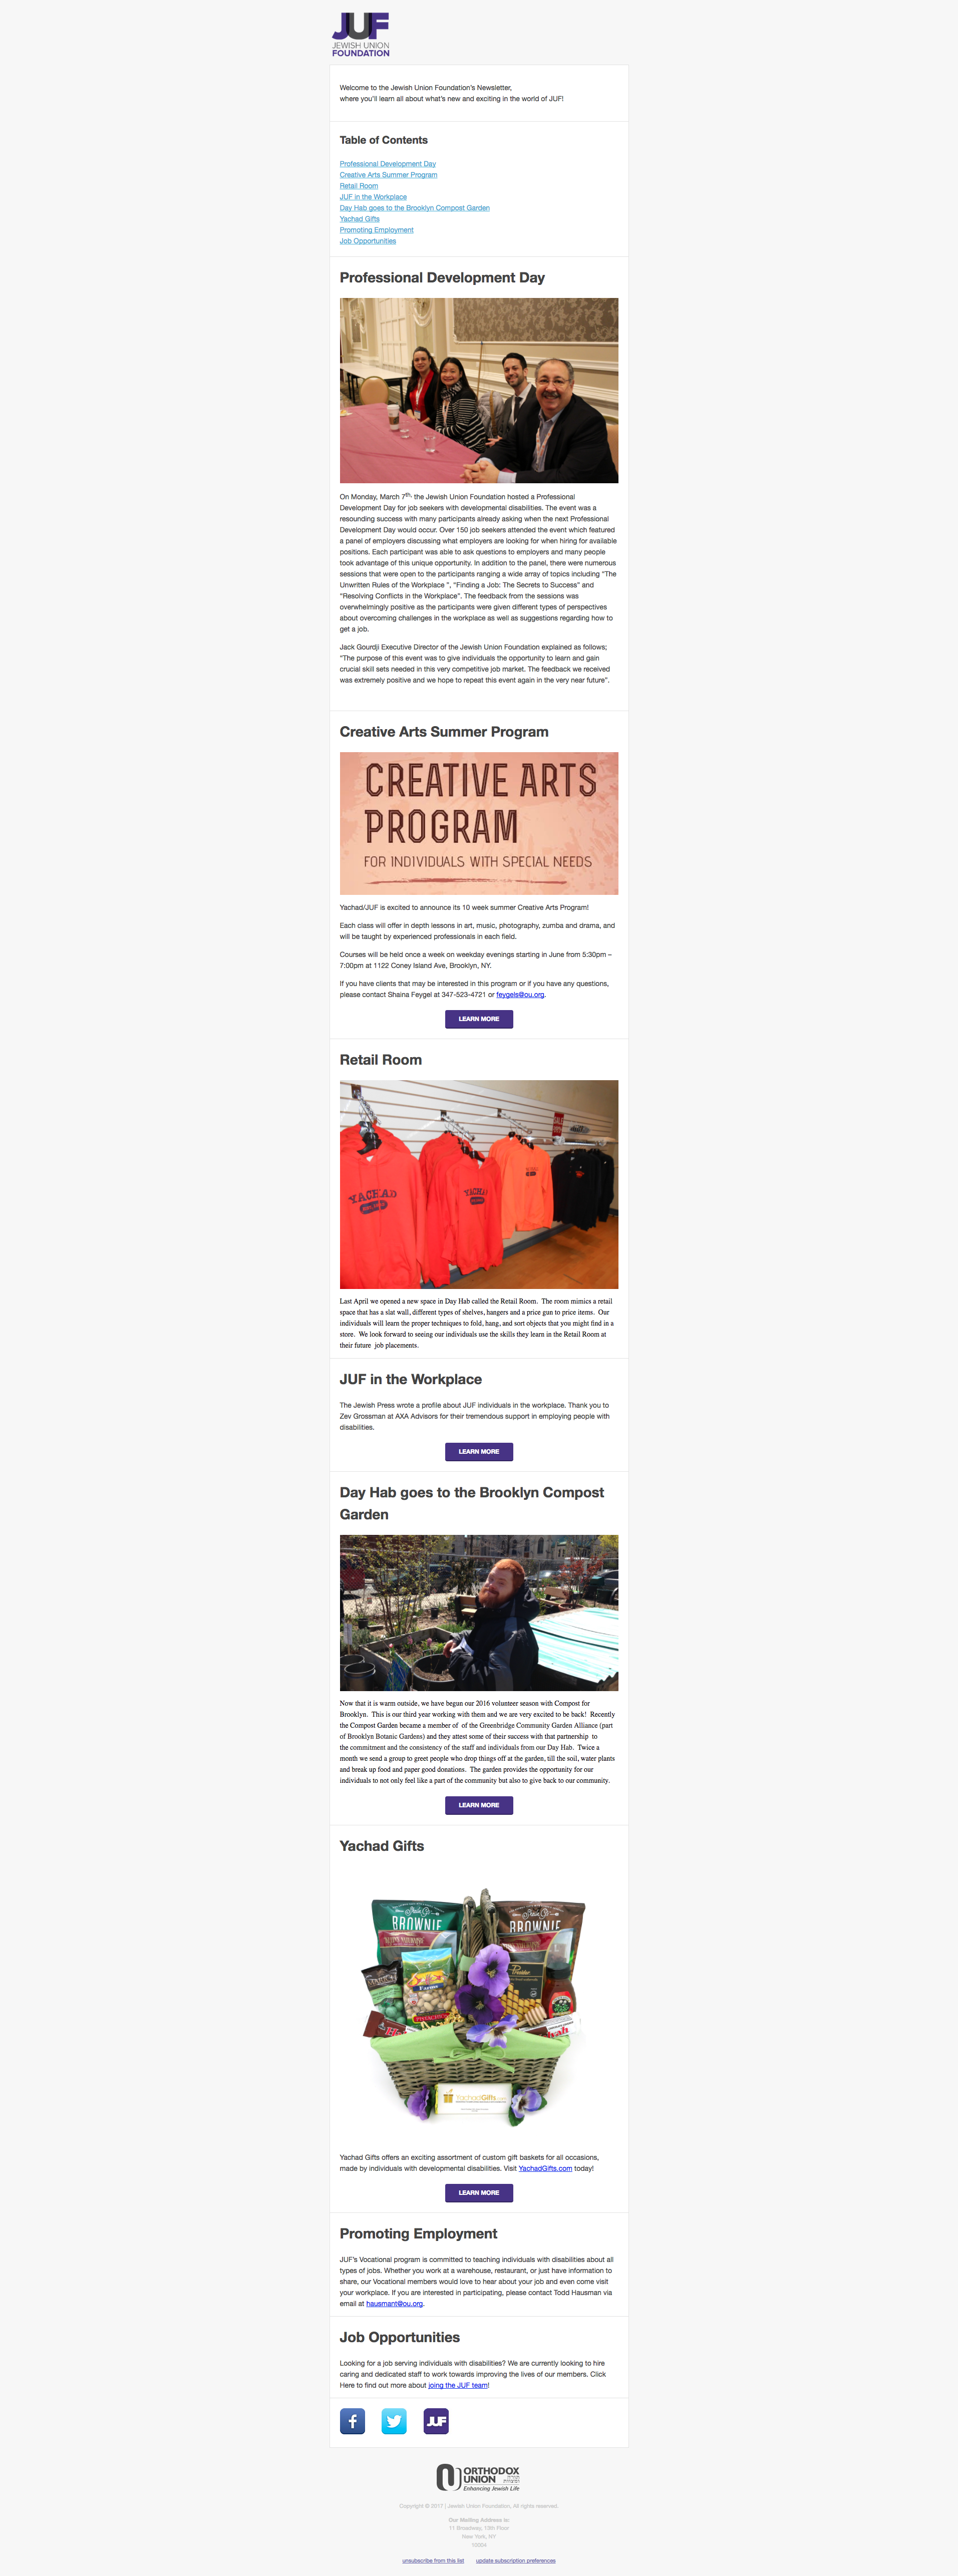 JUF
JEWISH UNION
FOUNDATION
Welcome to the Jewish Union Foundation's Newsletter,
where you'll learn all about what's new and exciting in the world of JUF!
Table of Contents
Professional Development Day
Creative Arts Summer Program
Retail Room
JUF in the Workplace
Day Hab goes to the Brooklyn Compost Garden
Yachad Gifts
Promoting Employment
Job Opportunities
Professional Development Day
On Monday, March 7th, the Jewish Union Foundation hosted a Professional
Development Day for job seekers with developmental disabilities. The event was a
resounding success with many participants already asking when the next Professional
Development Day would occur. Over 150 job seekers attended the event which featured
a panel of employers discussing what employers are looking for when hiring for available
positions. Each participant was able to ask questions to employers and many people
took advantage of this unique opportunity. In addition to the panel, there were numerous
sessions that were open to the participants ranging a wide array of topics including "The
Unwritten Rules of the Workplace ", "Finding a Job: The Secrets to Success" and
"Resolving Conflicts in the Workplace". The feedback from the sessions was
overwhelmingly positive as the participants were given different types of perspectives
about overcoming challenges in the workplace as well as suggestions regarding how to
get a job.
Jack Gourdji Executive Director of the Jewish Union Foundation explained as follows;
"The purpose of this event was to give individuals the opportunity to learn and gain
crucial skill sets needed in this very competitive job market. The feedback we received
was extremely positive and we hope to repeat this event again in the very near future".
Creative Arts Summer Program
CREATIVE ARTS
PROGRAM
FOR INDIVIDUALS WITH SPECIAL NEEDS
Yachad/JUF is excited to announce its 10 week summer Creative Arts Program!
Each class will offer in depth lessons in art, music, photography, zumba and drama, and
will be taught by experienced professionals in each field.
Courses will be held once a week on weekday evenings starting in June from 5:30pm –
7:00pm at 1122 Coney Island Ave, Brooklyn, NY.
If you have clients that may be interested in this program or if you have any questions,
please contact Shaina Feygel at 347-523-4721 or feygels@ou.org.
LEARN MORE
Retail Room
YACHAD
YACHAD
Last April we opened a new space in Day Hab called the Retail Room.  The room mimics a retail
space that has a slat wall, different types of shelves, hangers and a price gun to price items.  Our
individuals will learn the proper techniques to fold, hang, and sort objects that you might find in a
store.  We look forward to seeing our individuals use the skills they learn in the Retail Room at
their future  job placements.
JUF in the Workplace
The Jewish Press wrote a profile about JUF individuals in the workplace. Thank you to
Zev Grossman at AXA Advisors for their tremendous support in employing people with
disabilities.
LEARN MORE
Day Hab goes to the Brooklyn Compost
Garden
Now that it is warm outside, we have begun our 2016 volunteer season with Compost for
Brooklyn.  This is our third year working with them and we are very excited to be back!  Recently
the Compost Garden became a member of  of the Greenbridge Community Garden Alliance (part
of Brooklyn Botanic Gardens) and they attest some of their success with that partnership  to
the commitment and the consistency of the staff and individuals from our Day Hab.  Twice a
month we send a group to greet people who drop things off at the garden, till the soil, water plants
and break up food and paper good donations.  The garden provides the opportunity for our
individuals to not only feel like a part of the community but also to give back to our community.
LEARN MORE
Yachad Gifts
BROWNIE
BROWNIE
YachadGifts
Yachad Gifts offers an exciting assortment of custom gift baskets for all occasions,
made by individuals with developmental disabilities. Visit YachadGifts.com today!
LEARN MORE
Promoting Employment
JUF's Vocational program is committed to teaching individuals with disabilities about all
types of jobs. Whether you work at a warehouse, restaurant, or just have information to
share, our Vocational members would love to hear about your job and even come visit
your workplace. If you are interested in participating, please contact Todd Hausman via
email at hausmant@ou.org.
Job Opportunities
Looking for a job serving individuals with disabilities? We are currently looking to hire
caring and dedicated staff to work towards improving the lives of our members. Click
Here to find out more about joining the JUF team!
JUF
ORTHODOX
UNION
Enhancing Jewish Life
Copyright © 2017 | Jewish Union Foundation, All rights reserved.
Our Mailing Address is:
11 Broadway, 13th Floor
New York, NY
10004
unsubscribe from this list update subscription preferences